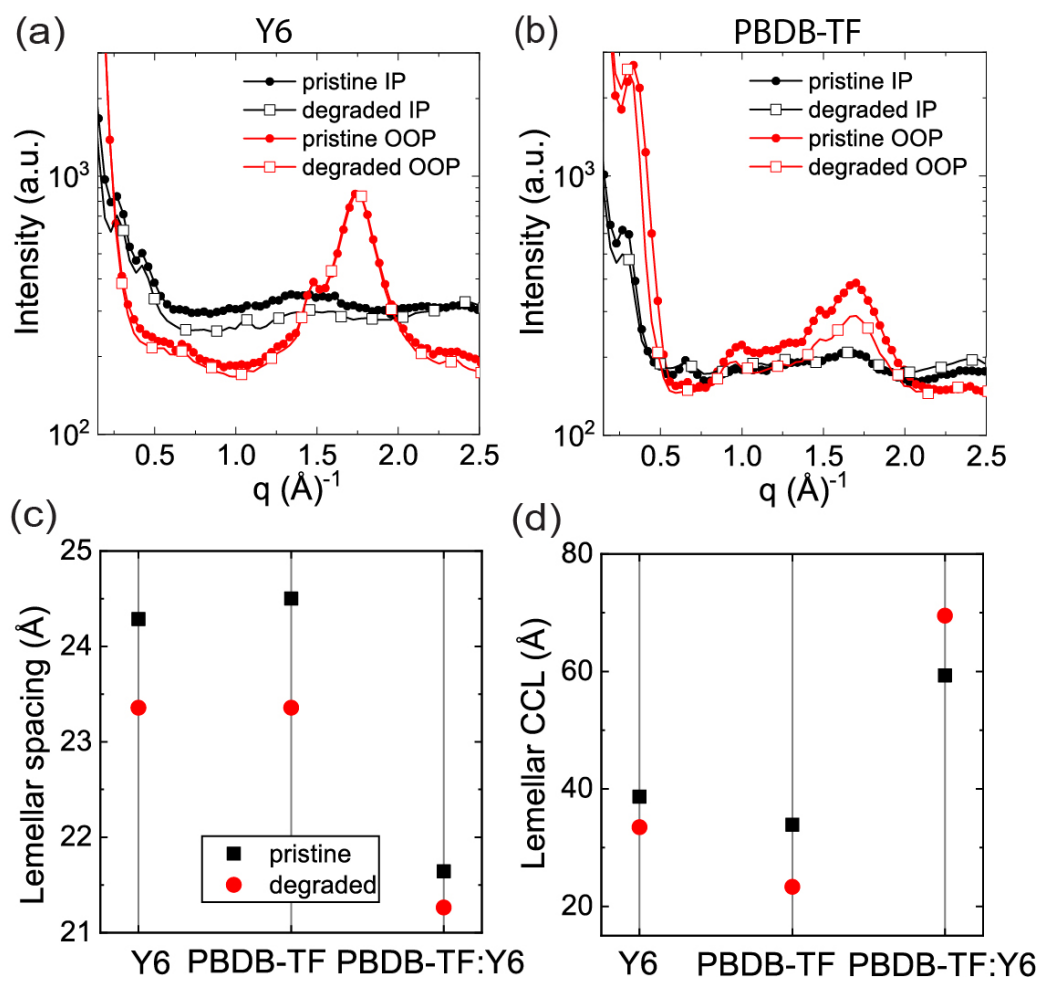 (a) Y6
pristine IP
degraded IP
pristine OOP
degraded OOP
Intensity (a.u.)
10³
10²
0.5 1.0 1.5 2.0 2.5
q (Å)⁻¹
(b) PBDB-TF
pristine IP
degraded IP
pristine OOP
degraded OOP
Intensity (a.u.)
10³
10²
0.5 1.0 1.5 2.0 2.5
q (Å)⁻¹
(c)
Lemellar spacing (Å)
25
24
23
22
21
pristine
degraded
Y6 PBDB-TF PBDB-TF:Y6
(d)
Lemellar CCL (Å)
80
60
40
20
Y6 PBDB-TF PBDB-TF:Y6